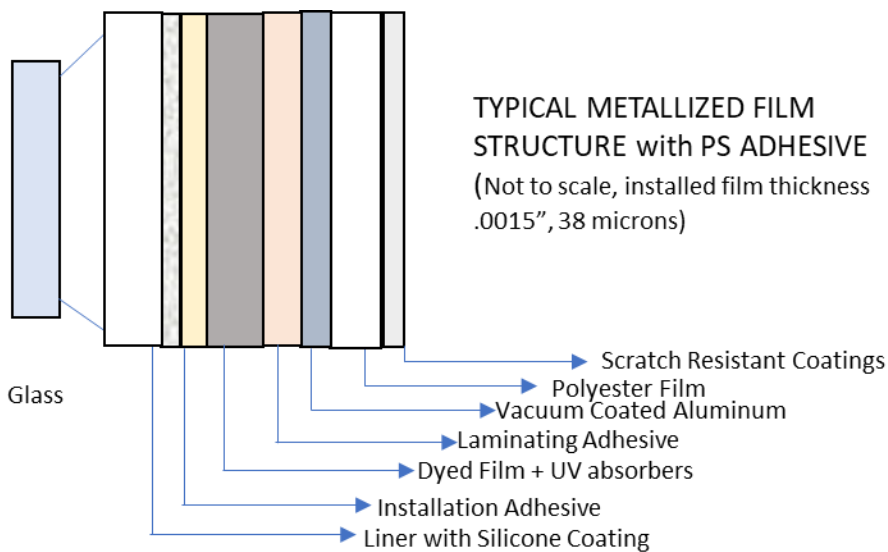 TYPICAL METALLIZED FILM
STRUCTURE with PS ADHESIVE
(Not to scale, installed film thickness
.0015”, 38 microns)
Scratch Resistant Coatings
Polyester Film
Glass
Vacuum Coated Aluminum
Laminating Adhesive
Dyed Film + UV absorbers
Installation Adhesive
Liner with Silicone Coating